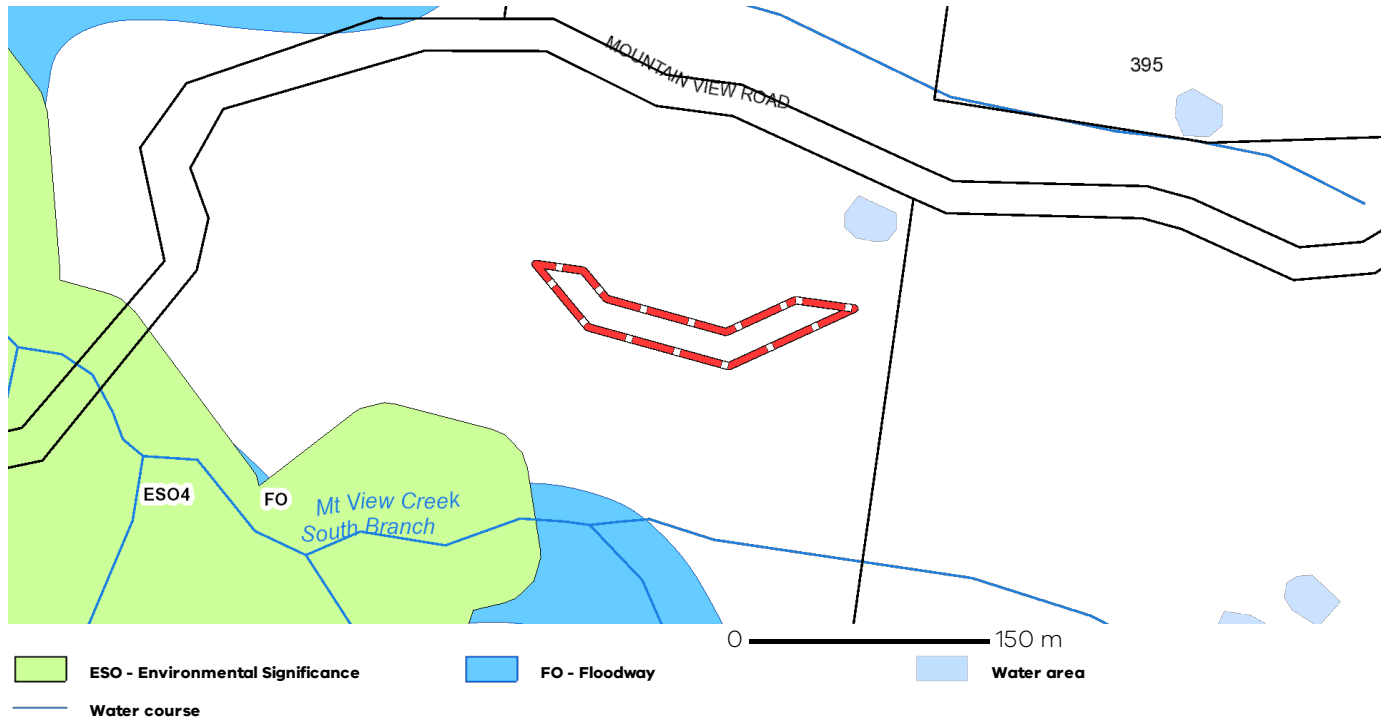 MOUNTAIN VIEW ROAD
395
ESO4
FO
Mt View Creek
South Branch
0 150 m
ESO - Environmental Significance
FO - Floodway
Water area
Water course